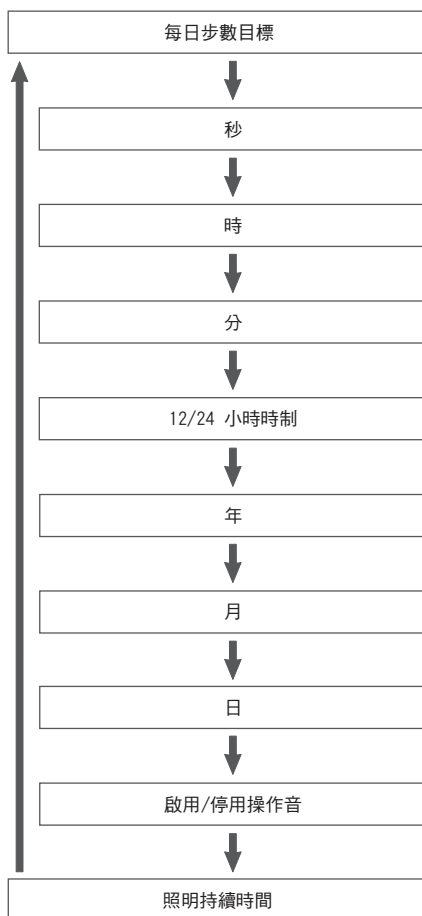 每日步數目標
秒
時
分
12/24 小時時制
年
月
日
啟用/停用操作音
照明持續時間